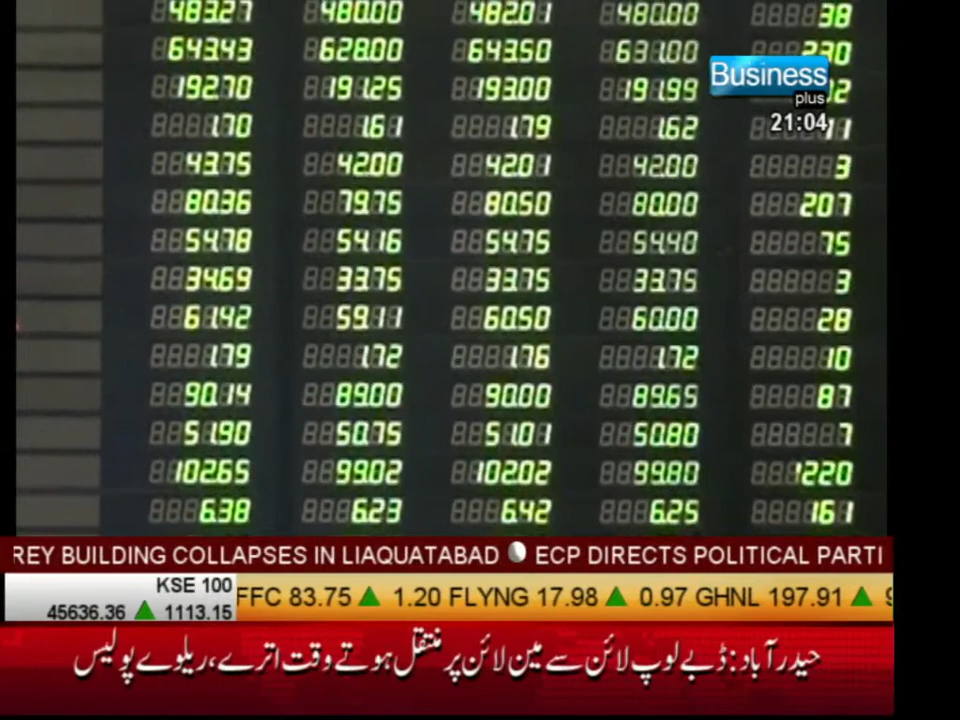 483.27 480.00 482.01 480.00 38
643.43 628.00 643.50 631.00 230
Business
192.70 191.25 193.00 191.99
plus
21:04
1.70 1.61 1.79 1.62 11
43.75 42.00 42.01 42.00 3
80.36 79.75 80.50 80.00 207
54.78 54.16 54.75 54.40 75
34.69 33.75 33.75 33.75 3
61.42 59.11 60.50 60.00 28
1.79 1.72 1.76 1.72 10
90.14 89.00 90.00 89.65 87
51.90 50.75 51.01 50.80 7
102.65 99.02 102.02 99.80 1220
6.38 6.23 6.42 6.25 161
REY BUILDING COLLAPSES IN LIAQUATABAD ECP DIRECTS POLITICAL PARTI
KSE 100
45636.36 ▲ 1113.15
FFC 83.75 ▲ 1.20 FLYNG 17.98 ▲ 0.97 GHNL 197.91 ▲ 9
حیدرآباد: ڈبے لوپ لائن سے مین لائن پر منتقل ہوتے وقت اترے، ریلوے پولیس